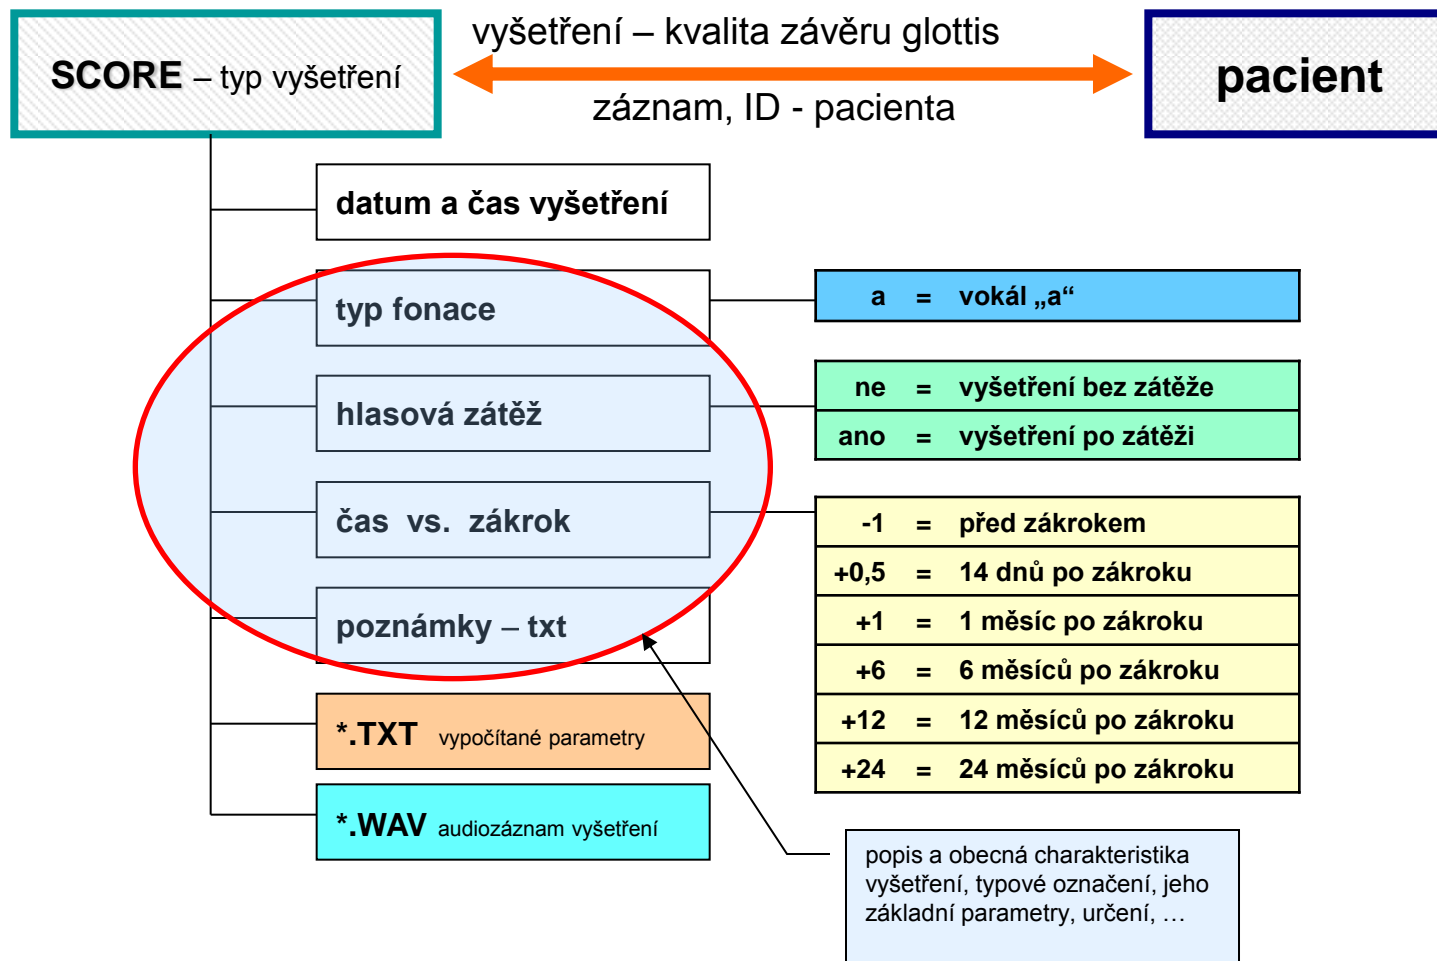 SCORE – typ vyšetření
vyšetření – kvalita závěru glottis
záznam, ID - pacienta
pacient
datum a čas vyšetření
typ fonace
a = vokál „a“
hlasová zátěž
ne = vyšetření bez zátěže
ano = vyšetření po zátěži
čas vs. zákrok
-1 = před zákrokem
+0,5 = 14 dnů po zákroku
+1 = 1 měsíc po zákroku
+6 = 6 měsíců po zákroku
+12 = 12 měsíců po zákroku
+24 = 24 měsíců po zákroku
poznámky – txt
*.TXT vypočítané parametry
*.WAV audiozáznam vyšetření
popis a obecná charakteristika
vyšetření, typové označení, jeho
základní parametry, určení, …